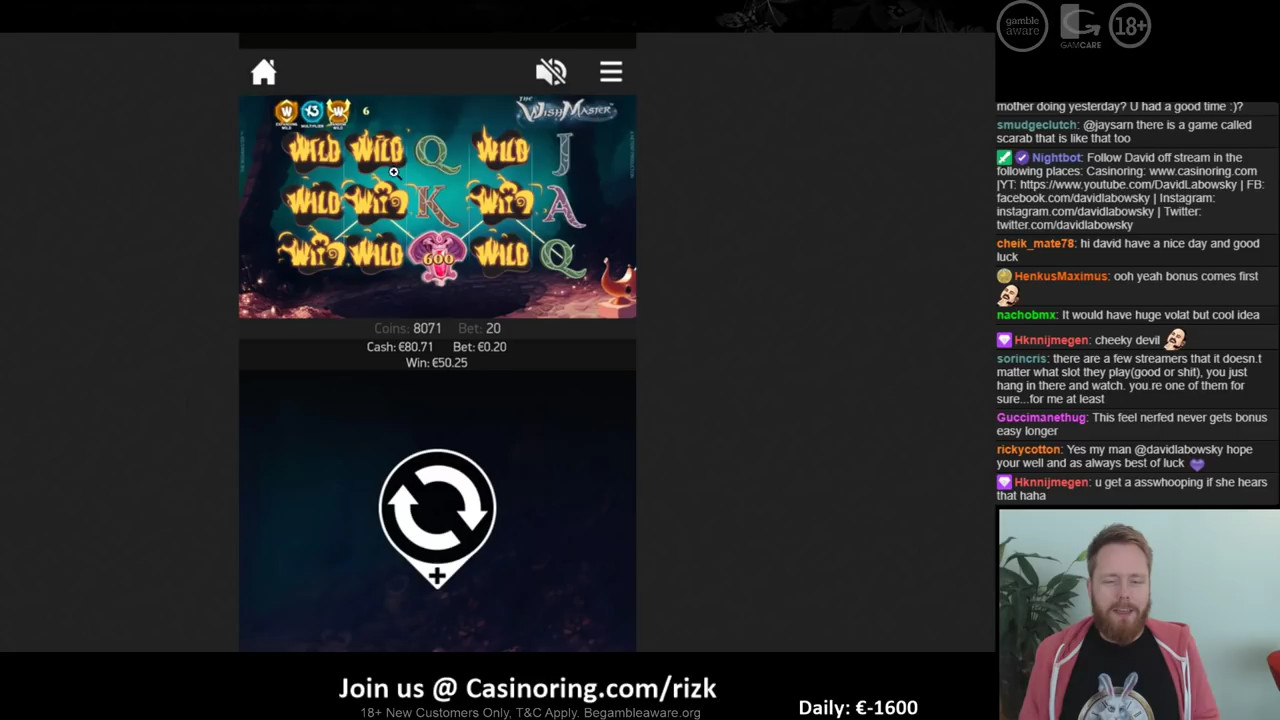 gamble
aware
GAMCARE
18+
6
THE
WISHMASTER
W
X3
W
EXPANDING
WILD
MULTIPLIER
WILD WILD Q WILD J
WILD WILD K WILD A
WILD WILD 600 WILD Q
Coins: 8071 Bet: 20
Cash: €80.71 Bet: €0.20
Win: €50.25
mother doing yesterday? U had a good time :)?
smudgeclutch: @jaysarn there is a game called
scarab that is like that too
Nightbot: Follow David off stream in the
following places: Casinoring: www.casinoring.com
|YT: https://www.youtube.com/DavidLabowsky | FB:
facebook.com/davidlabowsky | Instagram:
instagram.com/davidlabowsky | Twitter:
twitter.com/davidlabowsky
cheik_mate78: hi david have a nice day and good
luck
HenkusMaximus: ooh yeah bonus comes first
nachobmx: It would have huge volat but cool idea
Hknnijmegen: cheeky devil
sorincris: there are a few streamers that it doesn.t
matter what slot they play(good or shit), you just
hang in there and watch. you.re one of them for
sure...for me at least
Guccimanethug: This feel nerfed never gets bonus
easy longer
rickycotton: Yes my man @davidlabowsky hope
your well and as always best of luck
Hknnijmegen: u get a asswhooping if she hears
that haha
Join us @ Casinoring.com/rizk
18+ New Customers Only, T&C Apply. Begambleaware.org
Daily: €-1600